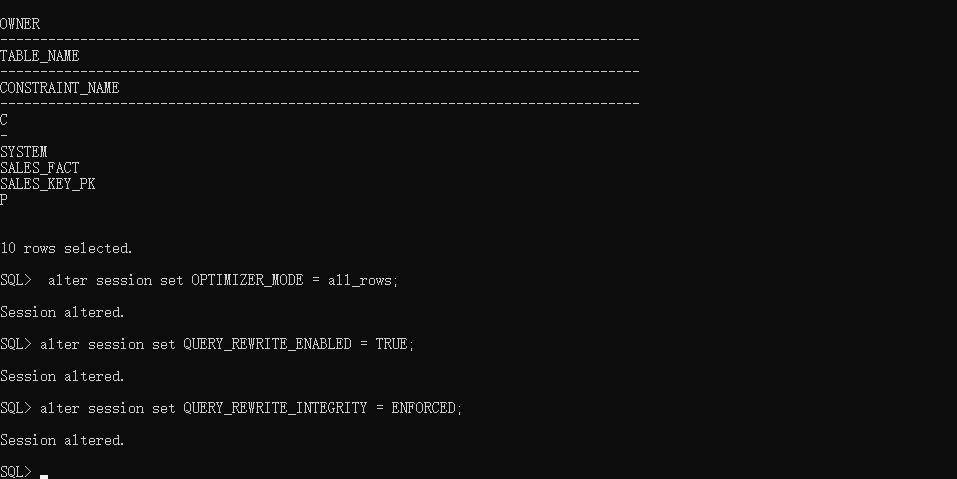 OWNER
--------------------------------------------------------------------------------
TABLE_NAME
--------------------------------------------------------------------------------
CONSTRAINT_NAME
--------------------------------------------------------------------------------
C
-
SYSTEM
SALES_FACT
SALES_KEY_PK
P
10 rows selected.
SQL>  alter session set OPTIMIZER_MODE = all_rows;
Session altered.
SQL> alter session set QUERY_REWRITE_ENABLED = TRUE;
Session altered.
SQL> alter session set QUERY_REWRITE_INTEGRITY = ENFORCED;
Session altered.
SQL>